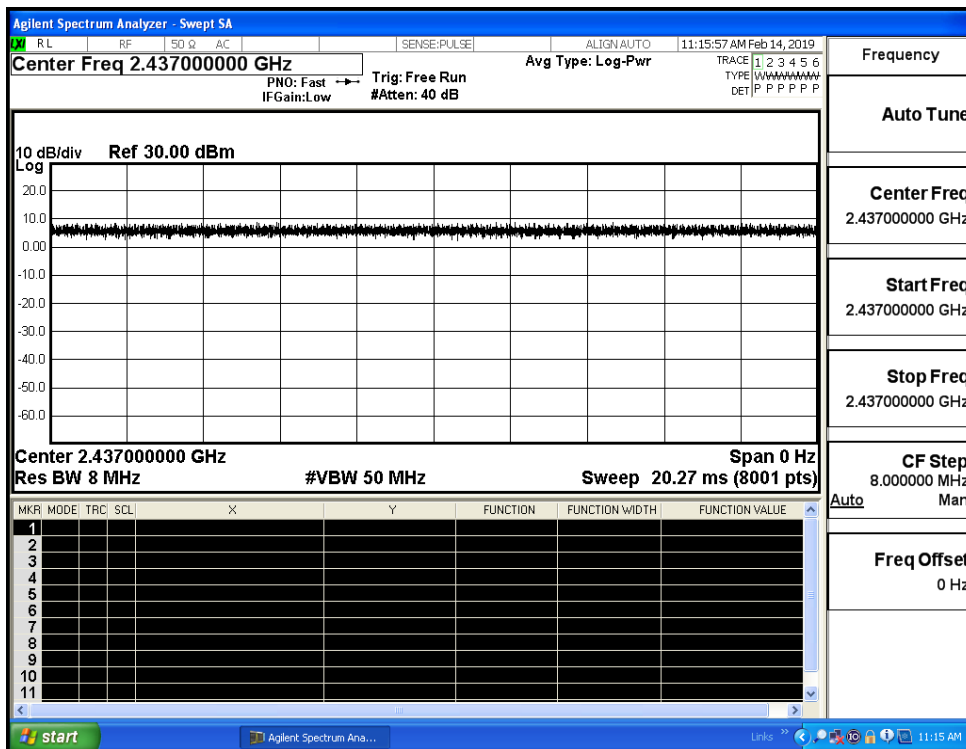 Agilent Spectrum Analyzer - Swept SA
LXI RL RF 50 Ω AC SENSE:PULSE ALIGN AUTO 11:15:57 AM Feb 14, 2019
Center Freq 2.437000000 GHz
PNO: Fast
IFGain:Low
Trig: Free Run
#Atten: 40 dB
Avg Type: Log-Pwr
TRACE 1 2 3 4 5 6
TYPE WWWWWW
DET P P P P P P
10 dB/div Ref 30.00 dBm
Log
20.0
10.0
0.00
-10.0
-20.0
-30.0
-40.0
-50.0
-60.0
Center 2.437000000 GHz Span 0 Hz
Res BW 8 MHz #VBW 50 MHz Sweep 20.27 ms (8001 pts)
MKR MODE TRC SCL X Y FUNCTION FUNCTION WIDTH FUNCTION VALUE
1
2
3
4
5
6
7
8
9
10
11
Frequency
Auto Tune
Center Freq
2.437000000 GHz
Start Freq
2.437000000 GHz
Stop Freq
2.437000000 GHz
CF Step
8.000000 MHz
Auto Man
Freq Offset
0 Hz
start Agilent Spectrum Ana... Links » 11:15 AM